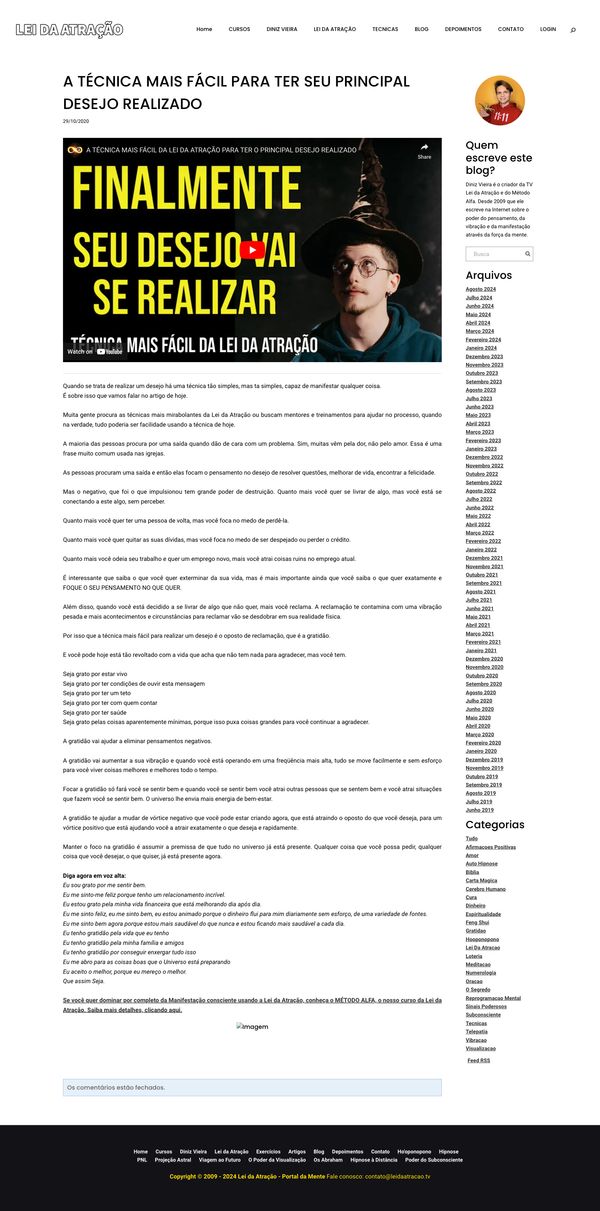 LEI DA ATRAÇÃO
Home CURSOS DINIZ VIEIRA LEI DA ATRAÇÃO TECNICAS BLOG DEPOIMENTOS CONTATO LOGIN
A TÉCNICA MAIS FÁCIL PARA TER SEU PRINCIPAL
DESEJO REALIZADO
29/10/2020
A TÉCNICA MAIS FÁCIL DA LEI DA ATRAÇÃO PARA TER O PRINCIPAL DESEJO REALIZADO
Share
FINALMENTE
SEU DESEJO VAI
SE REALIZAR
TÉCNICA MAIS FÁCIL DA LEI DA ATRAÇÃO
Watch on YouTube
Quando se trata de realizar um desejo há uma técnica tão simples, mas ta simples, capaz de manifestar qualquer coisa.
É sobre isso que vamos falar no artigo de hoje.
Muita gente procura as técnicas mais mirabolantes da Lei da Atração ou buscam mentores e treinamentos para ajudar no processo, quando
na verdade, tudo poderia ser facilidade usando a técnica de hoje.
A maioria das pessoas procura por uma saída quando dão de cara com um problema. Sim, muitas vêm pela dor, não pelo amor. Essa é uma
frase muito comum usada nas igrejas.
As pessoas procuram uma saída e então elas focam o pensamento no desejo de resolver questões, melhorar de vida, encontrar a felicidade.
Mas o negativo, que foi o que impulsionou tem grande poder de destruição. Quanto mais você quer se livrar de algo, mas você está se
conectando a este algo, sem perceber.
Quanto mais você quer ter uma pessoa de volta, mas você foca no medo de perdê-la.
Quanto mais você quer quitar as suas dívidas, mas você foca no medo de ser despejado ou perder o crédito.
Quanto mais você odeia seu trabalho e quer um emprego novo, mais você atrai coisas ruins no emprego atual.
É interessante que saiba o que você quer exterminar da sua vida, mas é mais importante ainda que você saiba o que quer exatamente e
FOQUE O SEU PENSAMENTO NO QUE QUER.
Além disso, quando você está decidido a se livrar de algo que não quer, mais você reclama. A reclamação te contamina com uma vibração
pesada e mais acontecimentos e circunstâncias para reclamar vão se desdobrar em sua realidade física.
Por isso que a técnica mais fácil para realizar um desejo é o oposto de reclamação, que é a gratidão.
E você pode hoje está tão revoltado com a vida que acha que não tem nada para agradecer, mas você tem.
Seja grato por estar vivo
Seja grato por ter condições de ouvir esta mensagem
Seja grato por ter um teto
Seja grato por ter com quem contar
Seja grato por ter saúde
Seja grato pelas coisas aparentemente mínimas, porque isso puxa coisas grandes para você continuar a agradecer.
A gratidão vai ajudar a eliminar pensamentos negativos.
A gratidão vai aumentar a sua vibração e quando você está operando em uma freqüência mais alta, tudo se move facilmente e sem esforço
para você viver coisas melhores e melhores todo o tempo.
Focar a gratidão só fará você se sentir bem e quando você se sentir bem você atrai outras pessoas que se sentem bem e você atrai situações
que fazem você se sentir bem. O universo lhe envia mais energia de bem-estar.
A gratidão te ajudar a mudar de vórtice negativo que você pode estar criando agora, que está atraindo o oposto do que você deseja, para um
vórtice positivo que está ajudando você a atrair exatamente o que deseja e rapidamente.
Manter o foco na gratidão é assumir a premissa de que tudo no universo já está presente. Qualquer coisa que você possa pedir, qualquer
coisa que você desejar, o que quiser, já está presente agora.
Diga agora em voz alta:
Eu sou grato por me sentir bem.
Eu me sinto-me feliz porque tenho um relacionamento incrível.
Eu estou grato pela minha vida financeira que está melhorando dia após dia.
Eu me sinto feliz, eu me sinto bem, eu estou animado porque o dinheiro flui para mim diariamente sem esforço, de uma variedade de fontes.
Eu me sinto bem agora porque estou mais saudável do que nunca e estou ficando mais saudável a cada dia.
Eu tenho gratidão pela vida que eu tenho
Eu tenho gratidão pela minha família e amigos
Eu tenho gratidão por conseguir enxergar tudo isso
Eu me abro para as coisas boas que o Universo está preparando
Eu aceito o melhor, porque eu mereço o melhor.
Que assim Seja.
Se você quer dominar por completo da Manifestação consciente usando a Lei da Atração, conheça o MÉTODO ALFA, o nosso curso da Lei da
Atração. Saiba mais detalhes, clicando aqui.
Imagem
Os comentários estão fechados.
11:11
Quem
escreve este
blog?
Diniz Vieira é o criador da TV
Lei da Atração e do Método
Alfa. Desde 2009 que ele
escreve na Internet sobre o
poder do pensamento, da
vibração e da manifestação
através da força da mente.
Busca
Arquivos
Agosto 2024
Julho 2024
Junho 2024
Maio 2024
Abril 2024
Março 2024
Fevereiro 2024
Janeiro 2024
Dezembro 2023
Novembro 2023
Outubro 2023
Setembro 2023
Agosto 2023
Julho 2023
Junho 2023
Maio 2023
Abril 2023
Março 2023
Fevereiro 2023
Janeiro 2023
Dezembro 2022
Novembro 2022
Outubro 2022
Setembro 2022
Agosto 2022
Julho 2022
Junho 2022
Maio 2022
Abril 2022
Março 2022
Fevereiro 2022
Janeiro 2022
Dezembro 2021
Novembro 2021
Outubro 2021
Setembro 2021
Agosto 2021
Julho 2021
Junho 2021
Maio 2021
Abril 2021
Março 2021
Fevereiro 2021
Janeiro 2021
Dezembro 2020
Novembro 2020
Outubro 2020
Setembro 2020
Agosto 2020
Julho 2020
Junho 2020
Maio 2020
Abril 2020
Março 2020
Fevereiro 2020
Janeiro 2020
Dezembro 2019
Novembro 2019
Outubro 2019
Setembro 2019
Agosto 2019
Julho 2019
Junho 2019
Categorias
Tudo
Afirmacoes Positivas
Amor
Auto Hipnose
Biblia
Carta Magica
Cerebro Humano
Cura
Dinheiro
Espiritualidade
Feng Shui
Gratidao
Hooponopono
Lei Da Atracao
Loteria
Meditacao
Numerologia
Oracao
O Segredo
Reprogramacao Mental
Sinais Poderosos
Subconsciente
Tecnicas
Telepatia
Vibracao
Visualizacao
Feed RSS
Home Cursos Diniz Vieira Lei da Atração Exercícios Artigos Blog Depoimentos Contato Ho'oponopono Hipnose
PNL Projeção Astral Viagem ao Futuro O Poder da Visualização Os Abraham Hipnose à Distância Poder do Subconsciente
Copyright © 2009 - 2024 Lei da Atração - Portal da Mente Fale conosco: contato@leidaatracao.tv